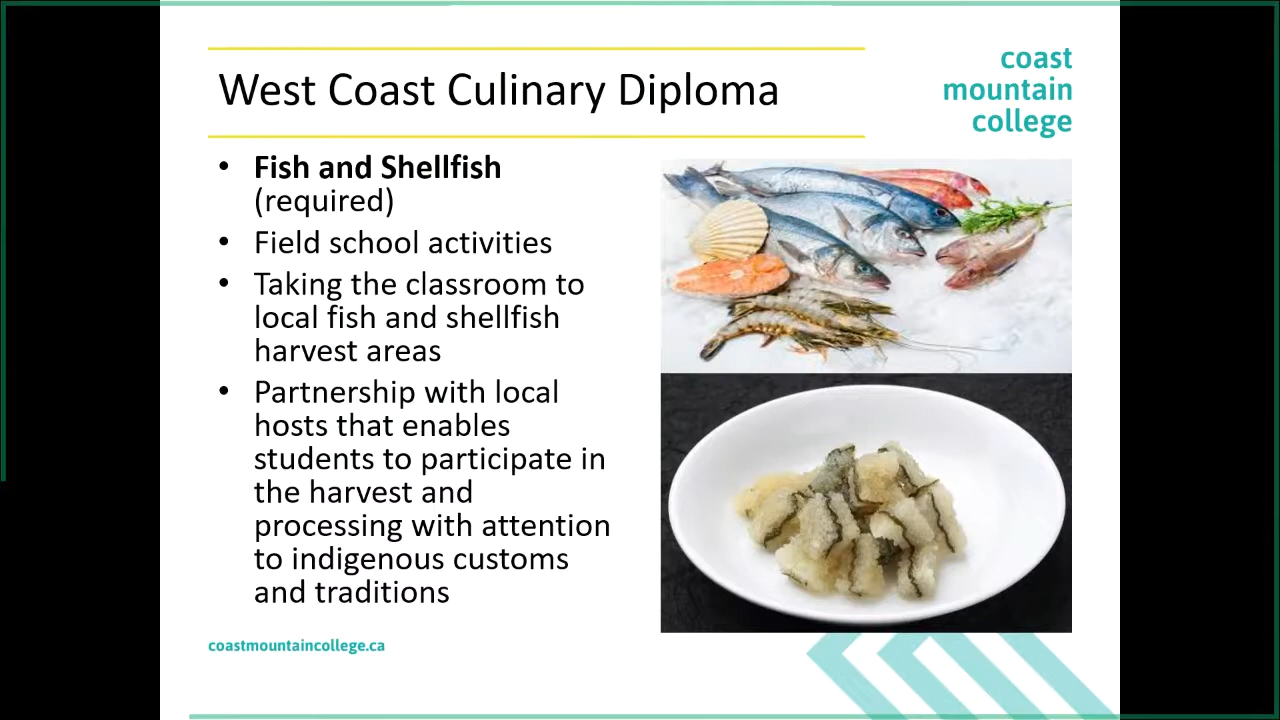 West Coast Culinary Diploma
coast
mountain
college
• Fish and Shellfish
(required)
• Field school activities
• Taking the classroom to
local fish and shellfish
harvest areas
• Partnership with local
hosts that enables
students to participate in
the harvest and
processing with attention
to indigenous customs
and traditions
coastmountaincollege.ca